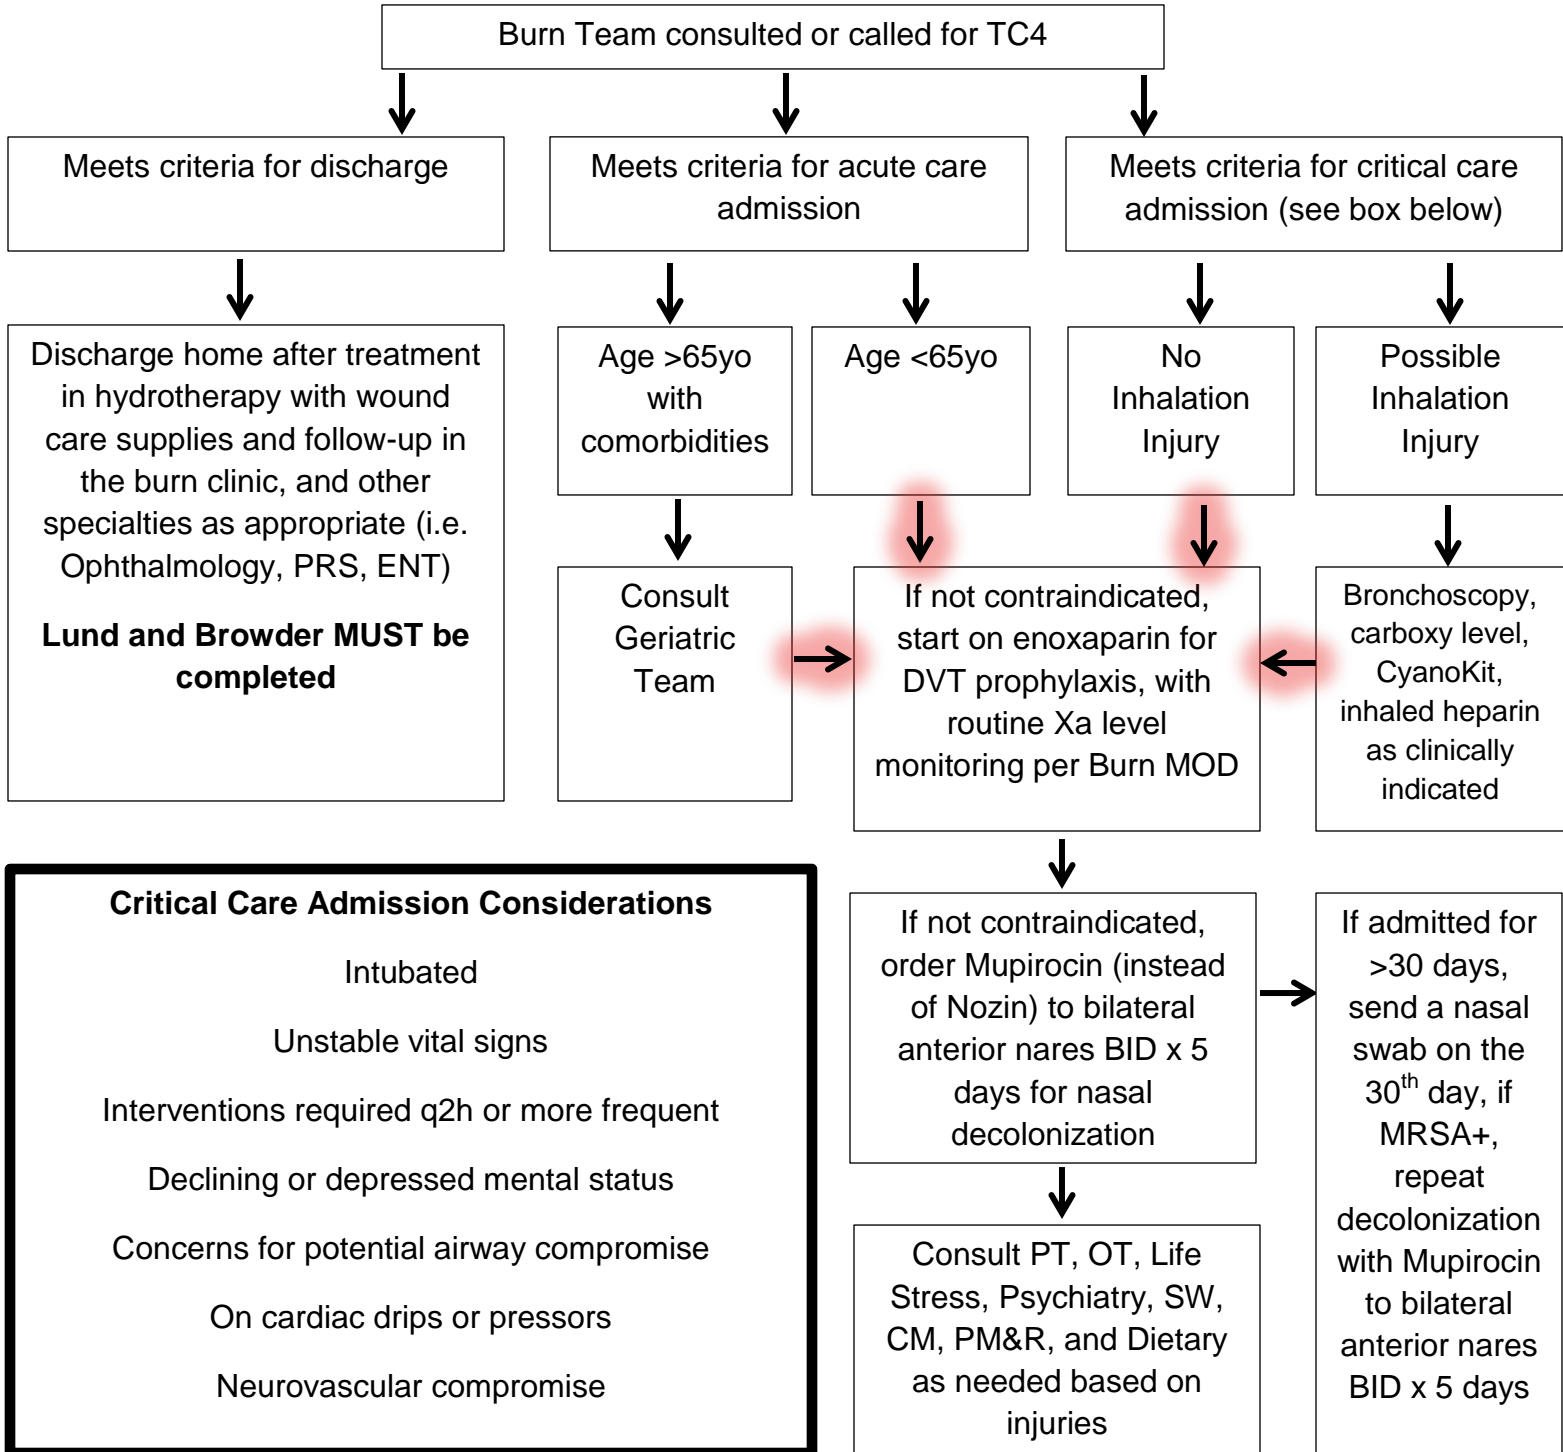 Burn Team consulted or called for TC4
Meets criteria for discharge
Meets criteria for acute care
admission
Meets criteria for critical care
admission (see box below)
Discharge home after treatment
in hydrotherapy with wound
care supplies and follow-up in
the burn clinic, and other
specialties as appropriate (i.e.
Ophthalmology, PRS, ENT)
Lund and Browder MUST be
completed
Age >65yo
with
comorbidities
Age <65yo
No
Inhalation
Injury
Possible
Inhalation
Injury
Consult
Geriatric
Team
If not contraindicated,
start on enoxaparin for
DVT prophylaxis, with
routine Xa level
monitoring per Burn MOD
Bronchoscopy,
carboxy level,
CyanoKit,
inhaled heparin
as clinically
indicated
Critical Care Admission Considerations
Intubated
Unstable vital signs
Interventions required q2h or more frequent
Declining or depressed mental status
Concerns for potential airway compromise
On cardiac drips or pressors
Neurovascular compromise
If not contraindicated,
order Mupirocin (instead
of Nozin) to bilateral
anterior nares BID x 5
days for nasal
decolonization
If admitted for
>30 days,
send a nasal
swab on the
30th day, if
MRSA+,
repeat
decolonization
with Mupirocin
to bilateral
anterior nares
BID x 5 days
Consult PT, OT, Life
Stress, Psychiatry, SW,
CM, PM&R, and Dietary
as needed based on
injuries